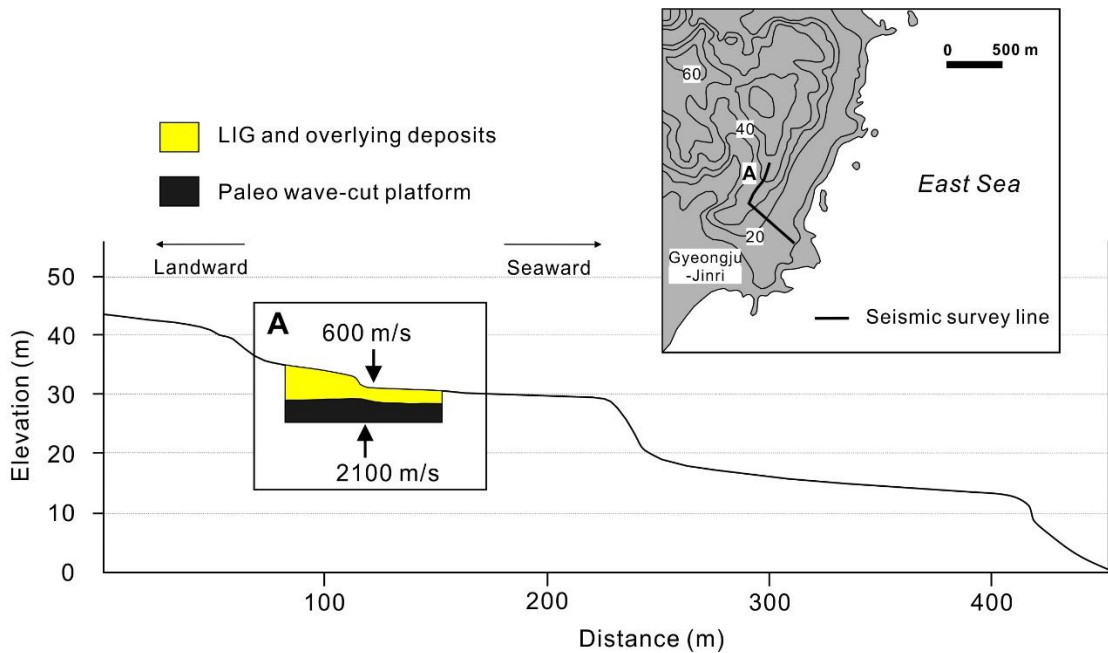 LIG and overlying deposits
Paleo wave-cut platform
Landward
Seaward
50
40
30
20
10
0
Elevation (m)
A
600 m/s
2100 m/s
100
200
300
400
Distance (m)
0 500 m
60
40
A
20
East Sea
Gyeongju
-Jinri
Seismic survey line